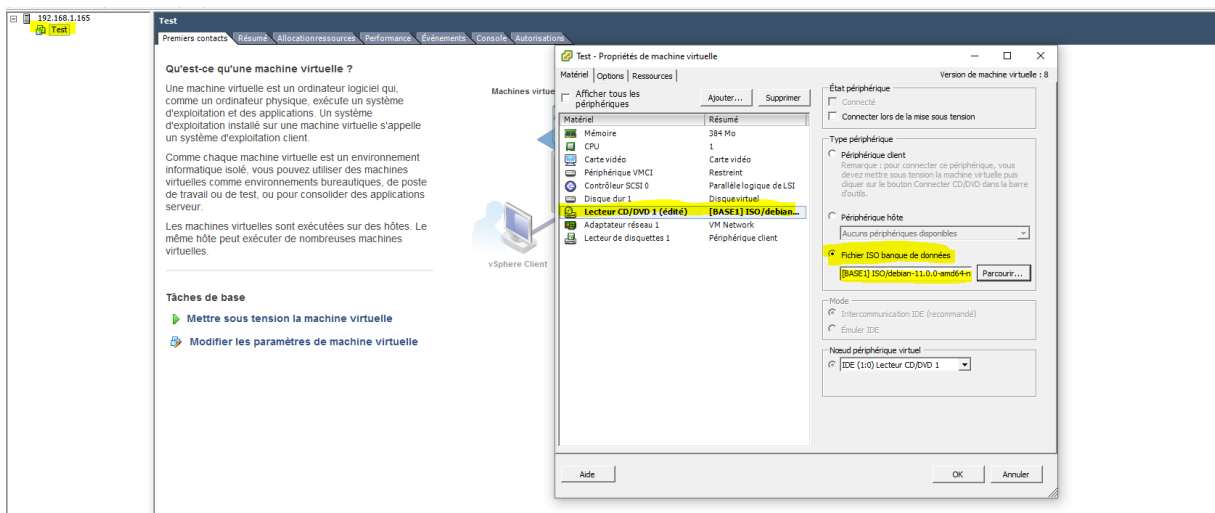 192.168.1.165
Test
Test
Premiers contacts Résumé Allocation ressources Performance Événements Console Autorisations
Qu'est-ce qu'une machine virtuelle ?
Une machine virtuelle est un ordinateur logiciel qui,
comme un ordinateur physique, exécute un système
d'exploitation et des applications. Un système
d'exploitation installé sur une machine virtuelle s'appelle
un système d'exploitation client.
Comme chaque machine virtuelle est un environnement
informatique isolé, vous pouvez utiliser des machines
virtuelles comme environnements bureautiques, de poste
de travail ou de test, ou pour consolider des applications
serveur.
Les machines virtuelles sont exécutées sur des hôtes. Le
même hôte peut exécuter de nombreuses machines
virtuelles.
Tâches de base
Mettre sous tension la machine virtuelle
Modifier les paramètres de machine virtuelle
Machines virtue
vSphere Client
Test - Propriétés de machine virtuelle
Matériel Options Ressources
Version de machine virtuelle : 8
Afficher tous les
périphériques
Ajouter... Supprimer
Matériel Résumé
Mémoire 384 Mo
CPU 1
Carte vidéo Carte vidéo
Périphérique VMCI Restreint
Contrôleur SCSI 0 Parallèle logique de LSI
Disque dur 1 Disque virtuel
Lecteur CD/DVD 1 (édité) [BASE1] ISO/debian...
Adaptateur réseau 1 VM Network
Lecteur de disquettes 1 Périphérique client
État périphérique
Connecté
Connecter lors de la mise sous tension
Type périphérique
Périphérique client
Remarque : pour connecter ce périphérique, vous
devez mettre sous tension la machine virtuelle puis
cliquer sur le bouton Connecter CD/DVD dans la barre
d'outils.
Périphérique hôte
Aucuns périphériques disponibles
Fichier ISO banque de données
[BASE1] ISO/debian-11.0.0-amd64-n Parcourir...
Mode
Intercommunication IDE (recommandé)
Émuler IDE
Nœud périphérique virtuel
IDE (1:0) Lecteur CD/DVD 1
Aide
OK Annuler